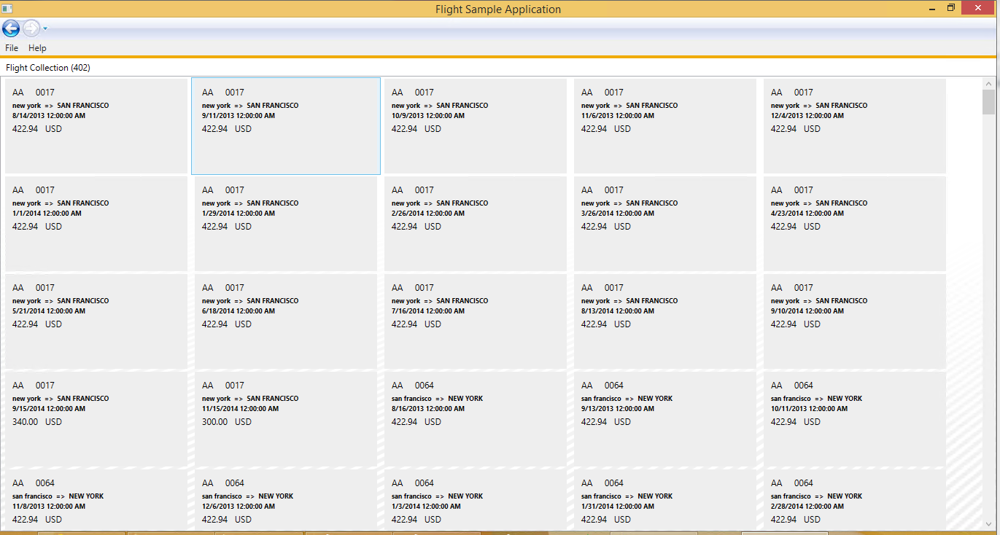 Flight Sample Application
File Help
Flight Collection (402)
AA 0017 AA 0017 AA 0017 AA 0017 AA 0017
new york => SAN FRANCISCO new york => SAN FRANCISCO new york => SAN FRANCISCO new york => SAN FRANCISCO new york => SAN FRANCISCO
8/14/2013 12:00:00 AM 9/11/2013 12:00:00 AM 10/9/2013 12:00:00 AM 11/6/2013 12:00:00 AM 12/4/2013 12:00:00 AM
422.94 USD 422.94 USD 422.94 USD 422.94 USD 422.94 USD
AA 0017 AA 0017 AA 0017 AA 0017 AA 0017
new york => SAN FRANCISCO new york => SAN FRANCISCO new york => SAN FRANCISCO new york => SAN FRANCISCO new york => SAN FRANCISCO
1/1/2014 12:00:00 AM 1/29/2014 12:00:00 AM 2/26/2014 12:00:00 AM 3/26/2014 12:00:00 AM 4/23/2014 12:00:00 AM
422.94 USD 422.94 USD 422.94 USD 422.94 USD 422.94 USD
AA 0017 AA 0017 AA 0017 AA 0017 AA 0017
new york => SAN FRANCISCO new york => SAN FRANCISCO new york => SAN FRANCISCO new york => SAN FRANCISCO new york => SAN FRANCISCO
5/21/2014 12:00:00 AM 6/18/2014 12:00:00 AM 7/16/2014 12:00:00 AM 8/13/2014 12:00:00 AM 9/10/2014 12:00:00 AM
422.94 USD 422.94 USD 422.94 USD 422.94 USD 422.94 USD
AA 0017 AA 0017 AA 0064 AA 0064 AA 0064
new york => SAN FRANCISCO new york => SAN FRANCISCO san francisco => NEW YORK san francisco => NEW YORK san francisco => NEW YORK
9/15/2014 12:00:00 AM 11/15/2014 12:00:00 AM 8/16/2013 12:00:00 AM 9/13/2013 12:00:00 AM 10/11/2013 12:00:00 AM
340.00 USD 300.00 USD 422.94 USD 422.94 USD 422.94 USD
AA 0064 AA 0064 AA 0064 AA 0064 AA 0064
san francisco => NEW YORK san francisco => NEW YORK san francisco => NEW YORK san francisco => NEW YORK san francisco => NEW YORK
11/8/2013 12:00:00 AM 12/6/2013 12:00:00 AM 1/3/2014 12:00:00 AM 1/31/2014 12:00:00 AM 2/28/2014 12:00:00 AM
422.94 USD 422.94 USD 422.94 USD 422.94 USD 422.94 USD